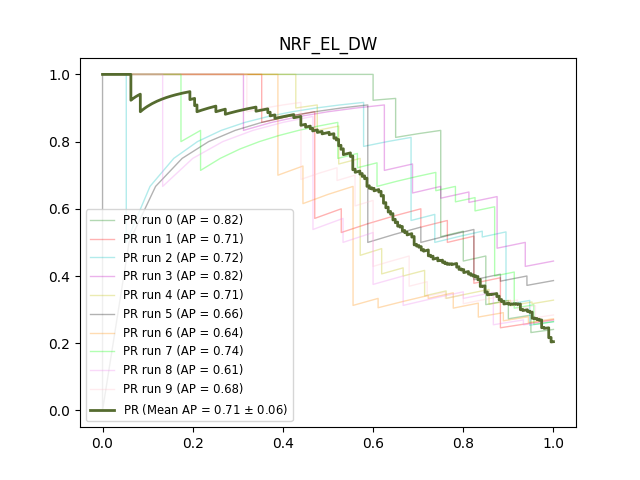 NRF_EL_DW
1.0
0.8
0.6
0.4
0.2
0.0
PR run 0 (AP = 0.82)
PR run 1 (AP = 0.71)
PR run 2 (AP = 0.72)
PR run 3 (AP = 0.82)
PR run 4 (AP = 0.71)
PR run 5 (AP = 0.66)
PR run 6 (AP = 0.64)
PR run 7 (AP = 0.74)
PR run 8 (AP = 0.61)
PR run 9 (AP = 0.68)
PR (Mean AP = 0.71 ± 0.06)
0.0 0.2 0.4 0.6 0.8 1.0